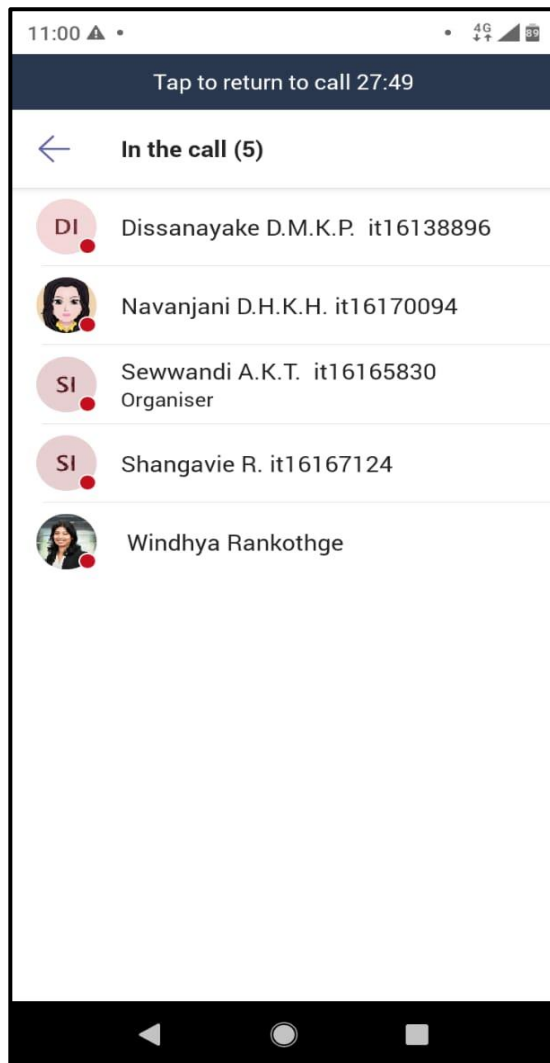 11:00
4G
89
Tap to return to call 27:49
In the call (5)
DI
Dissanayake D.M.K.P. it16138896
Navanjani D.H.K.H. it16170094
SI
Sewwandi A.K.T. it16165830
Organiser
SI
Shangavie R. it16167124
Windhya Rankothge